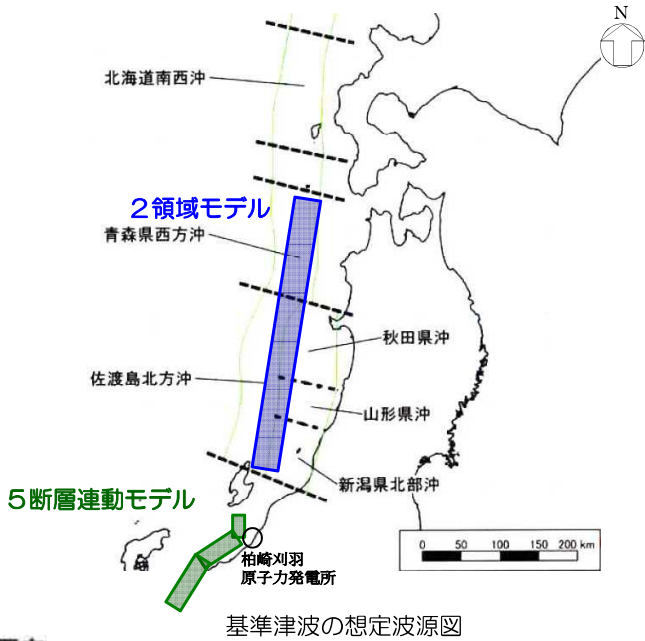 N
北海道南西沖
2領域モデル
青森県西方沖
秋田県沖
佐渡島北方沖
山形県沖
新潟県北部沖
5断層連動モデル
柏崎刈羽
原子力発電所
0 50 100 150 200 km
基準津波の想定波源図